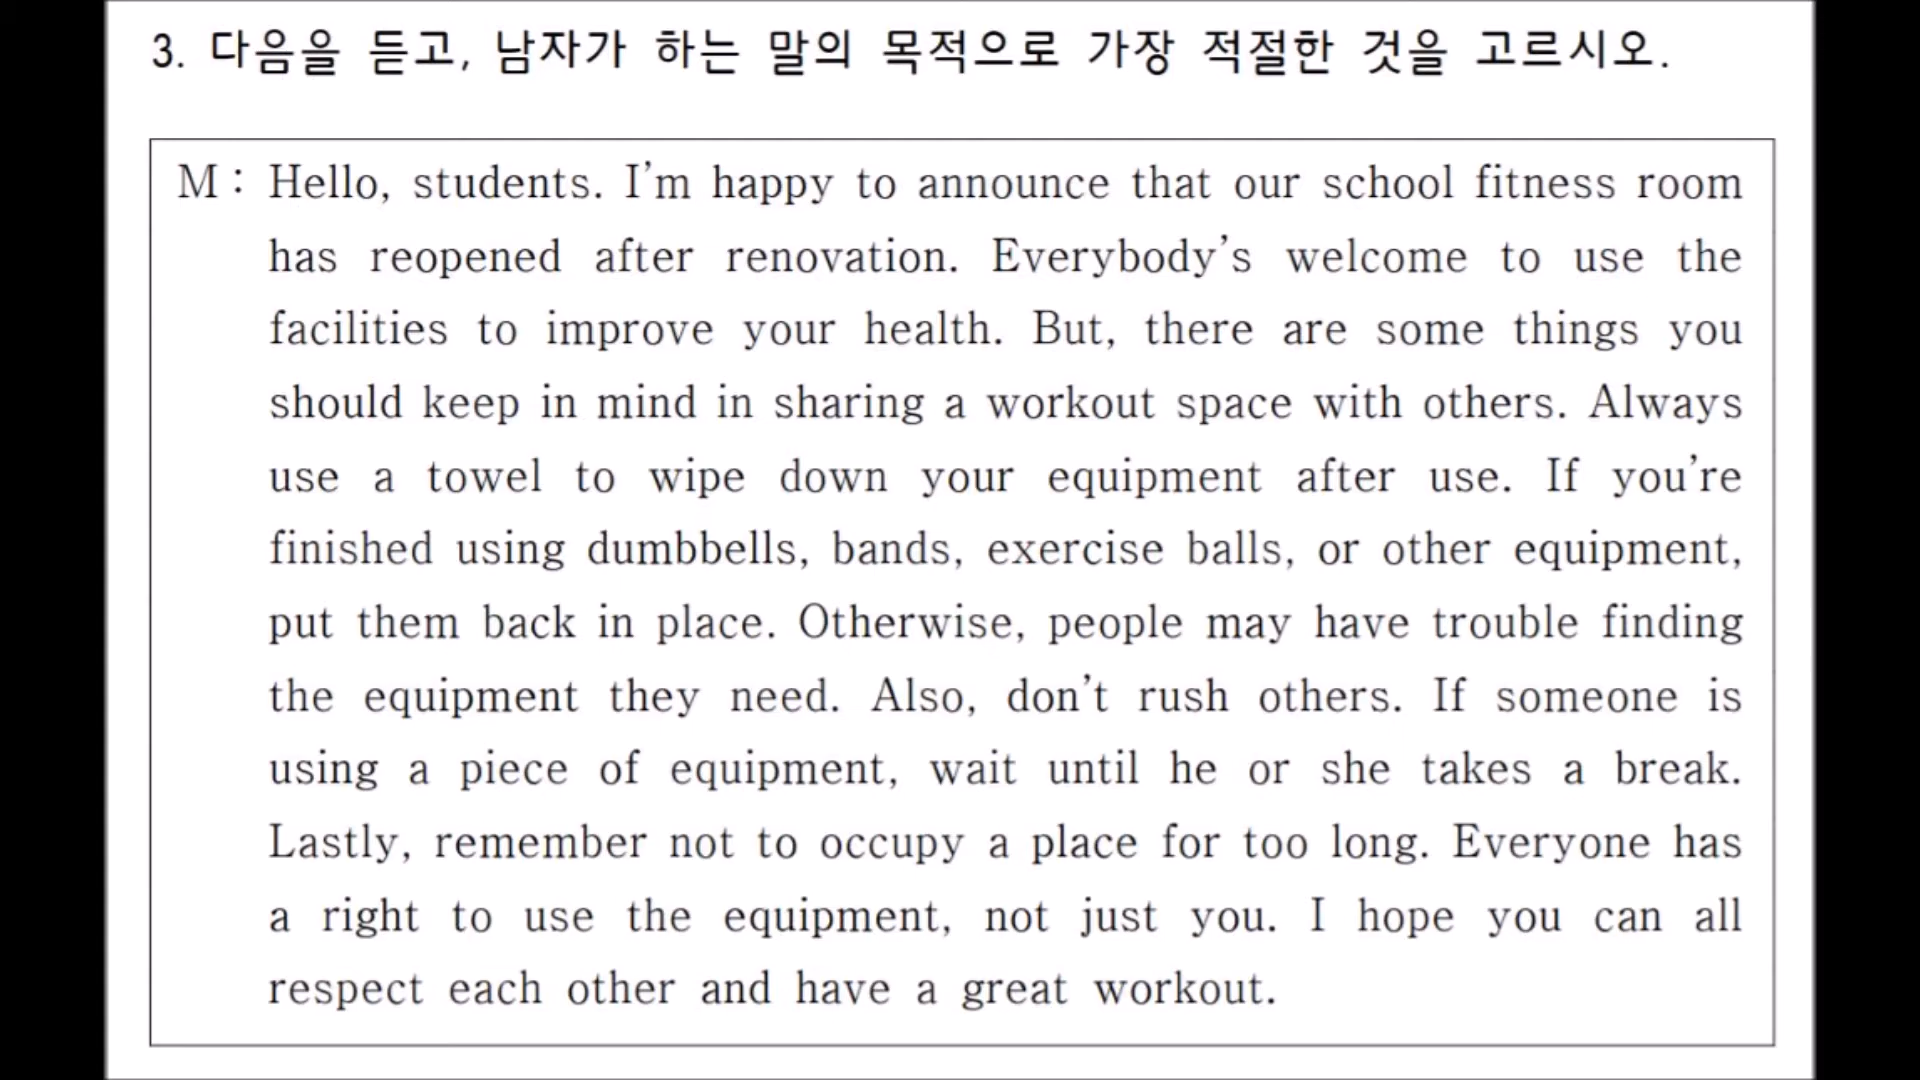 3. 다음을 듣고, 남자가 하는 말의 목적으로 가장 적절한 것을 고르시오.
M : Hello, students. I’m happy to announce that our school fitness room
has reopened after renovation. Everybody’s welcome to use the
facilities to improve your health. But, there are some things you
should keep in mind in sharing a workout space with others. Always
use a towel to wipe down your equipment after use. If you’re
finished using dumbbells, bands, exercise balls, or other equipment,
put them back in place. Otherwise, people may have trouble finding
the equipment they need. Also, don’t rush others. If someone is
using a piece of equipment, wait until he or she takes a break.
Lastly, remember not to occupy a place for too long. Everyone has
a right to use the equipment, not just you. I hope you can all
respect each other and have a great workout.